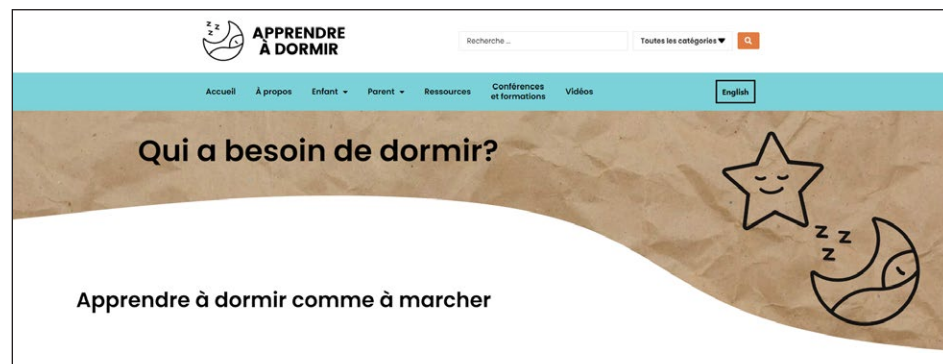 z z z
APPRENDRE
À DORMIR
Recherche ...
Toutes les catégories
Accueil
À propos
Enfant
Parent
Ressources
Conférences
et formations
Vidéos
English
Qui a besoin de dormir?
z z
z
Apprendre à dormir comme à marcher